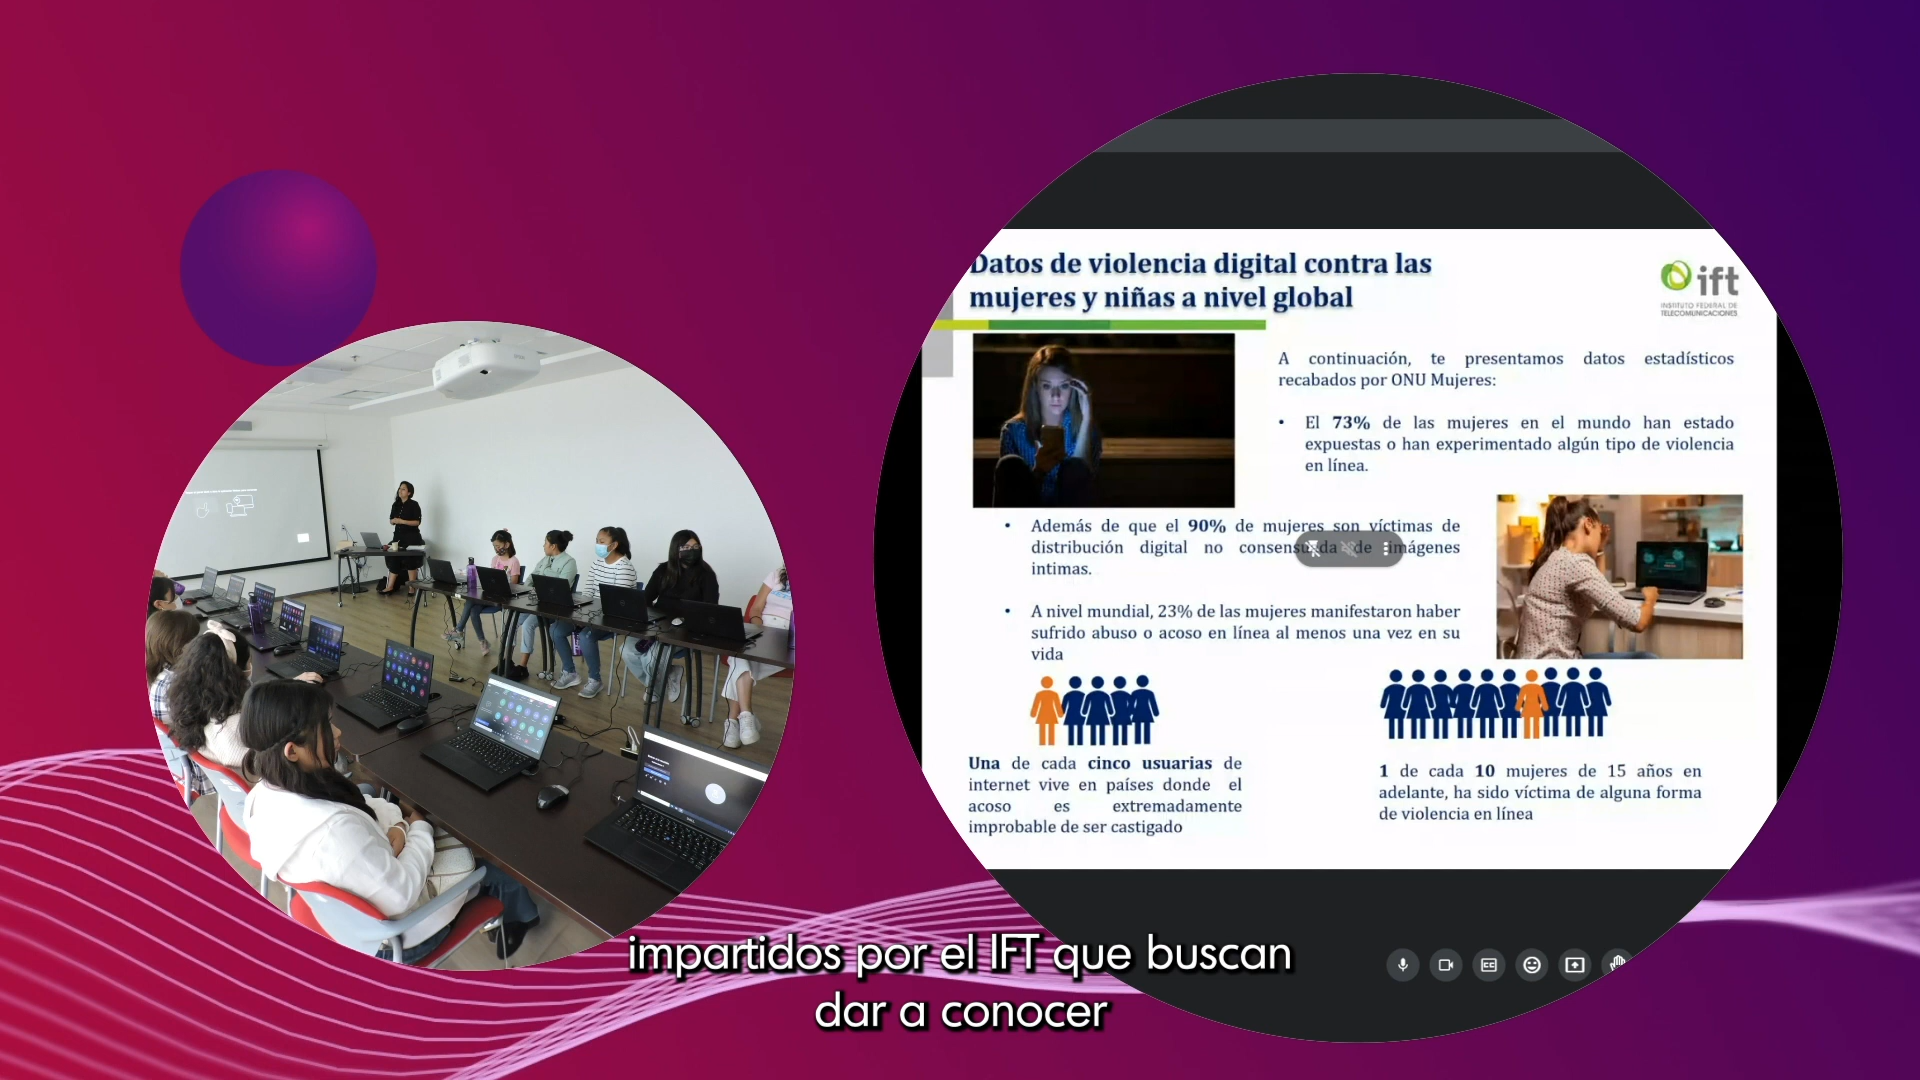 Datos de violencia digital contra las
mujeres y niñas a nivel global
ift
INSTITUTO FEDERAL DE
TELECOMUNICACIONES
A continuación, te presentamos datos estadísticos
recabados por ONU Mujeres:
• El 73% de las mujeres en el mundo han estado
expuestas o han experimentado algún tipo de violencia
en línea.
• Además de que el 90% de mujeres son víctimas de
distribución digital no consensuada de imágenes
intimas.
• A nivel mundial, 23% de las mujeres manifestaron haber
sufrido abuso o acoso en línea al menos una vez en su
vida
Una de cada cinco usuarias de
internet vive en países donde el
acoso es extremadamente
improbable de ser castigado
1 de cada 10 mujeres de 15 años en
adelante, ha sido víctima de alguna forma
de violencia en línea
impartidos por el IFT que buscan
dar a conocer